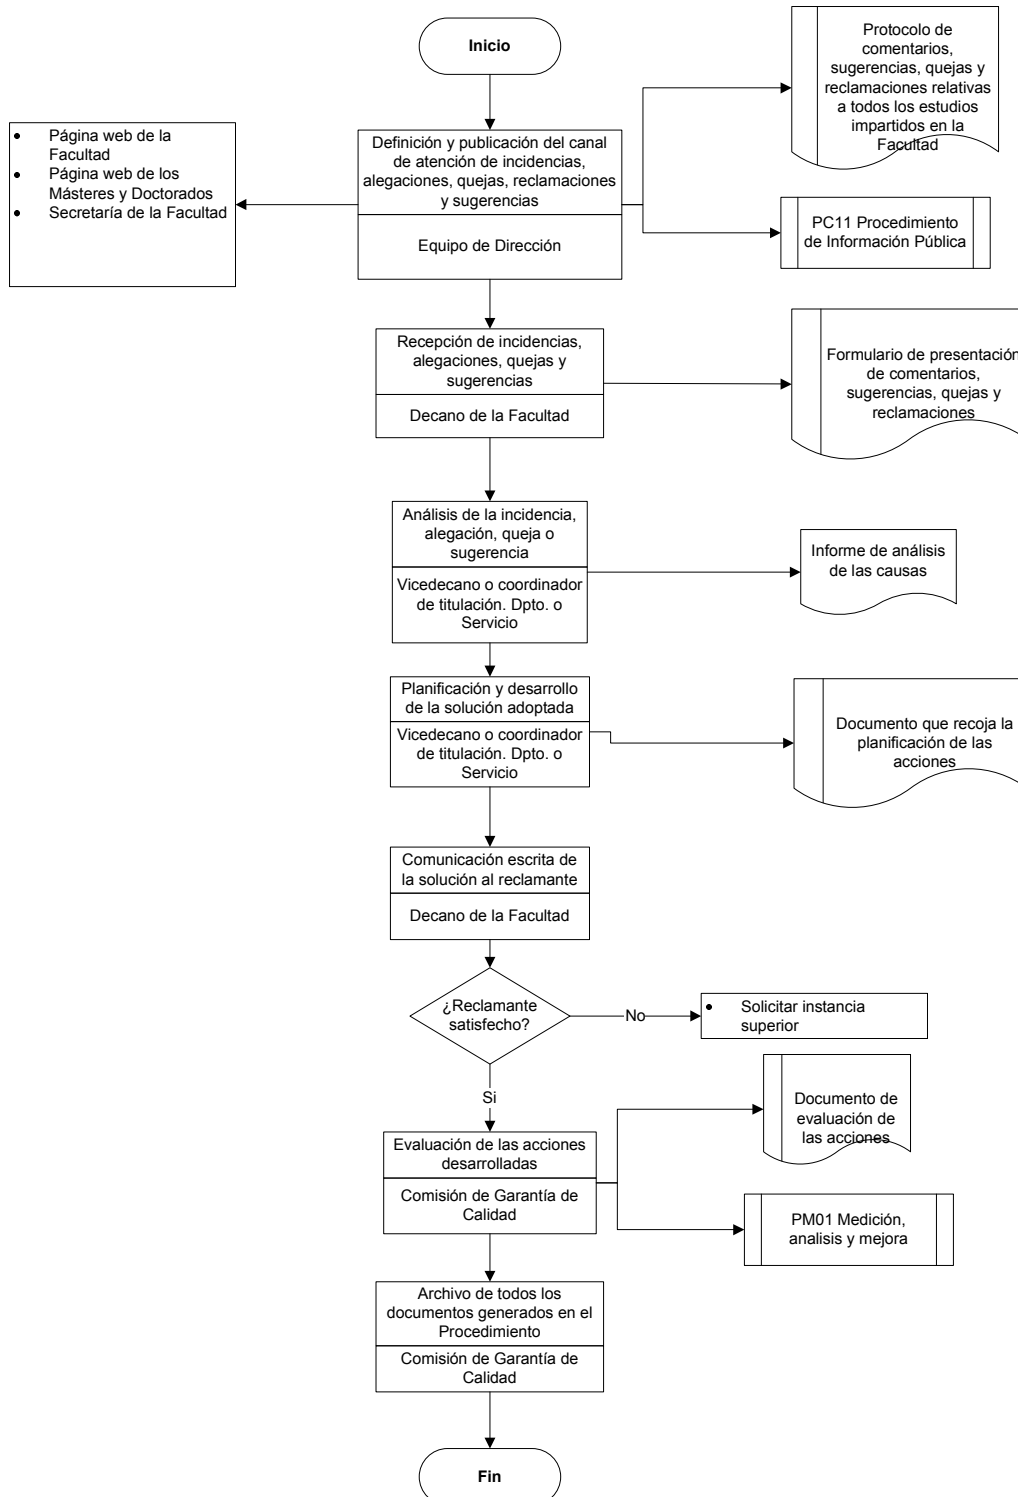 Inicio
Protocolo de
comentarios,
sugerencias, quejas y
reclamaciones relativas
a todos los estudios
impartidos en la
Facultad
• Página web de la
Facultad
• Página web de los
Másteres y Doctorados
• Secretaría de la Facultad
Definición y publicación del canal
de atención de incidencias,
alegaciones, quejas, reclamaciones
y sugerencias
Equipo de Dirección
PC11 Procedimiento
de Información Pública
Recepción de incidencias,
alegaciones, quejas y
sugerencias
Decano de la Facultad
Formulario de presentación
de comentarios,
sugerencias, quejas y
reclamaciones
Análisis de la incidencia,
alegación, queja o
sugerencia
Vicedecano o coordinador
de titulación. Dpto. o
Servicio
Informe de análisis
de las causas
Planificación y desarrollo
de la solución adoptada
Vicedecano o coordinador
de titulación. Dpto. o
Servicio
Documento que recoja la
planificación de las
acciones
Comunicación escrita de
la solución al reclamante
Decano de la Facultad
¿Reclamante
satisfecho?
No
• Solicitar instancia
superior
Si
Documento de
evaluación de
las acciones
Evaluación de las acciones
desarrolladas
Comisión de Garantía de
Calidad
PM01 Medición,
analisis y mejora
Archivo de todos los
documentos generados en el
Procedimiento
Comisión de Garantía de
Calidad
Fin